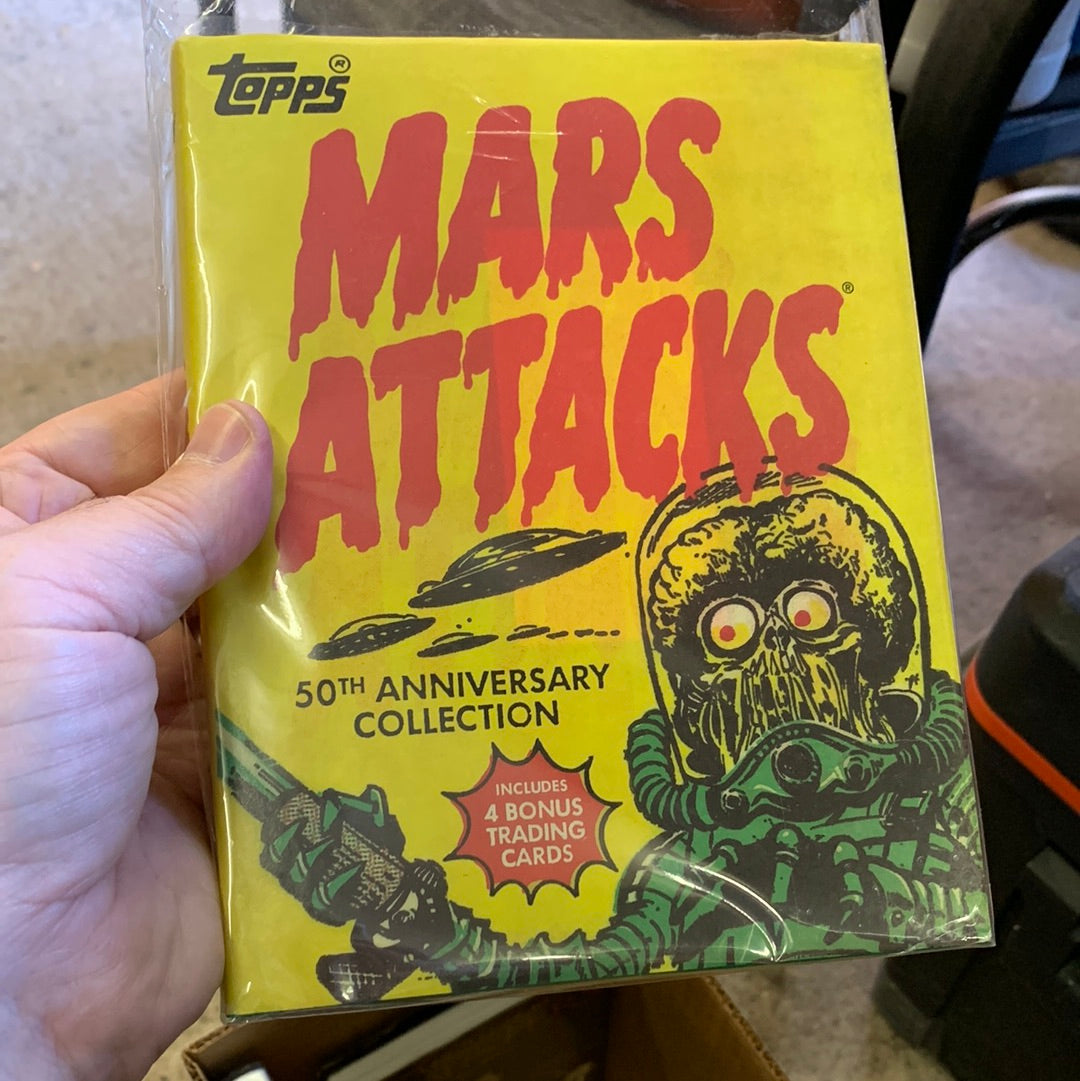 TOPPS®
MARS
ATTACKS®
50TH ANNIVERSARY
COLLECTION
INCLUDES
4 BONUS
TRADING
CARDS